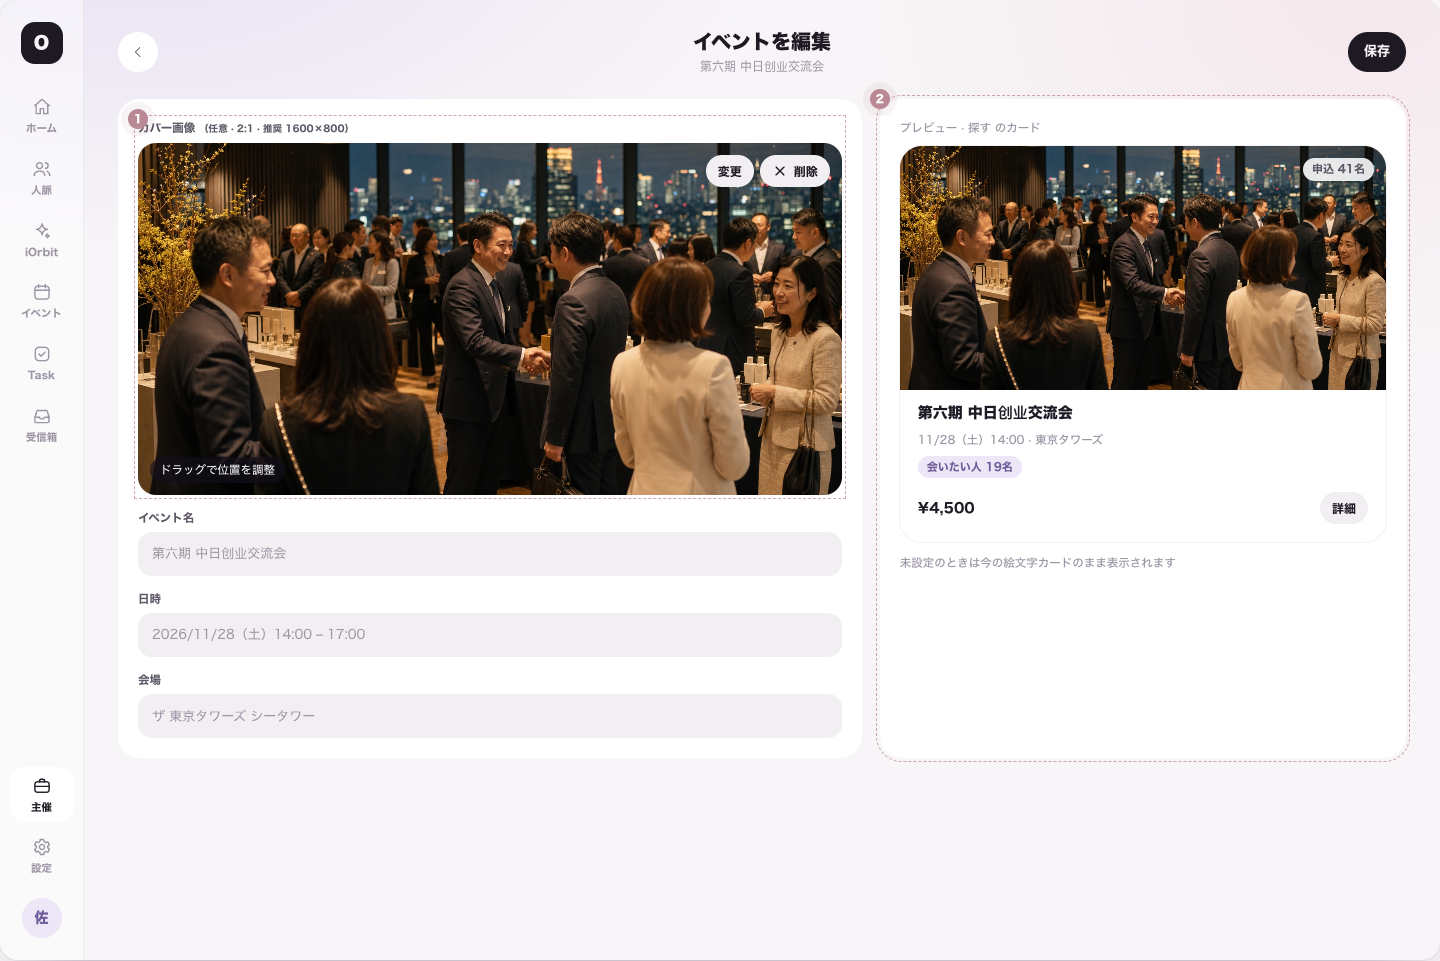 O
ホーム
人脈
iOrbit
イベント
Task
受信箱
主催
設定
佐
イベントを編集
第六期 中日创业交流会
保存
1
カバー画像 (任意・2:1・推奨 1600×800)
変更
× 削除
ドラッグで位置を調整
イベント名
第六期 中日创业交流会
日時
2026/11/28（土）14:00 – 17:00
会場
ザ 東京タワーズ シータワー
2
プレビュー · 探す のカード
申込 41名
第六期 中日创业交流会
11/28（土）14:00 · 東京タワーズ
会いたい人 19名
¥4,500
詳細
未設定のときは今の絵文字カードのまま表示されます